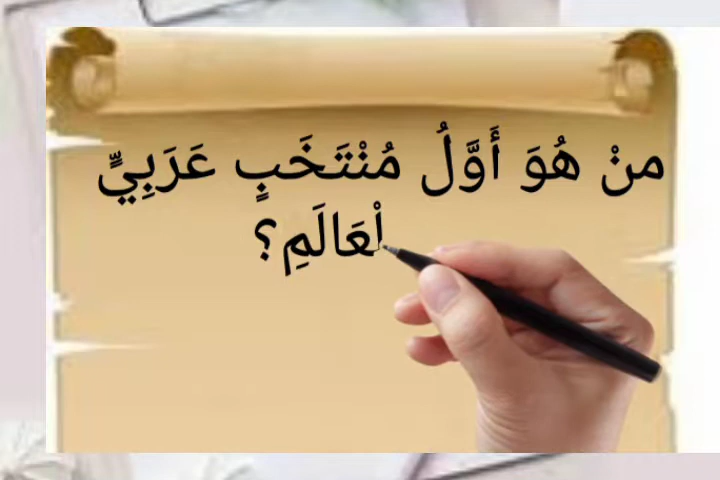 منْ هُوَ أَوَّلُ مُنْتَخَبٍ عَرَبِيٍّ
لْعَالَمِ؟